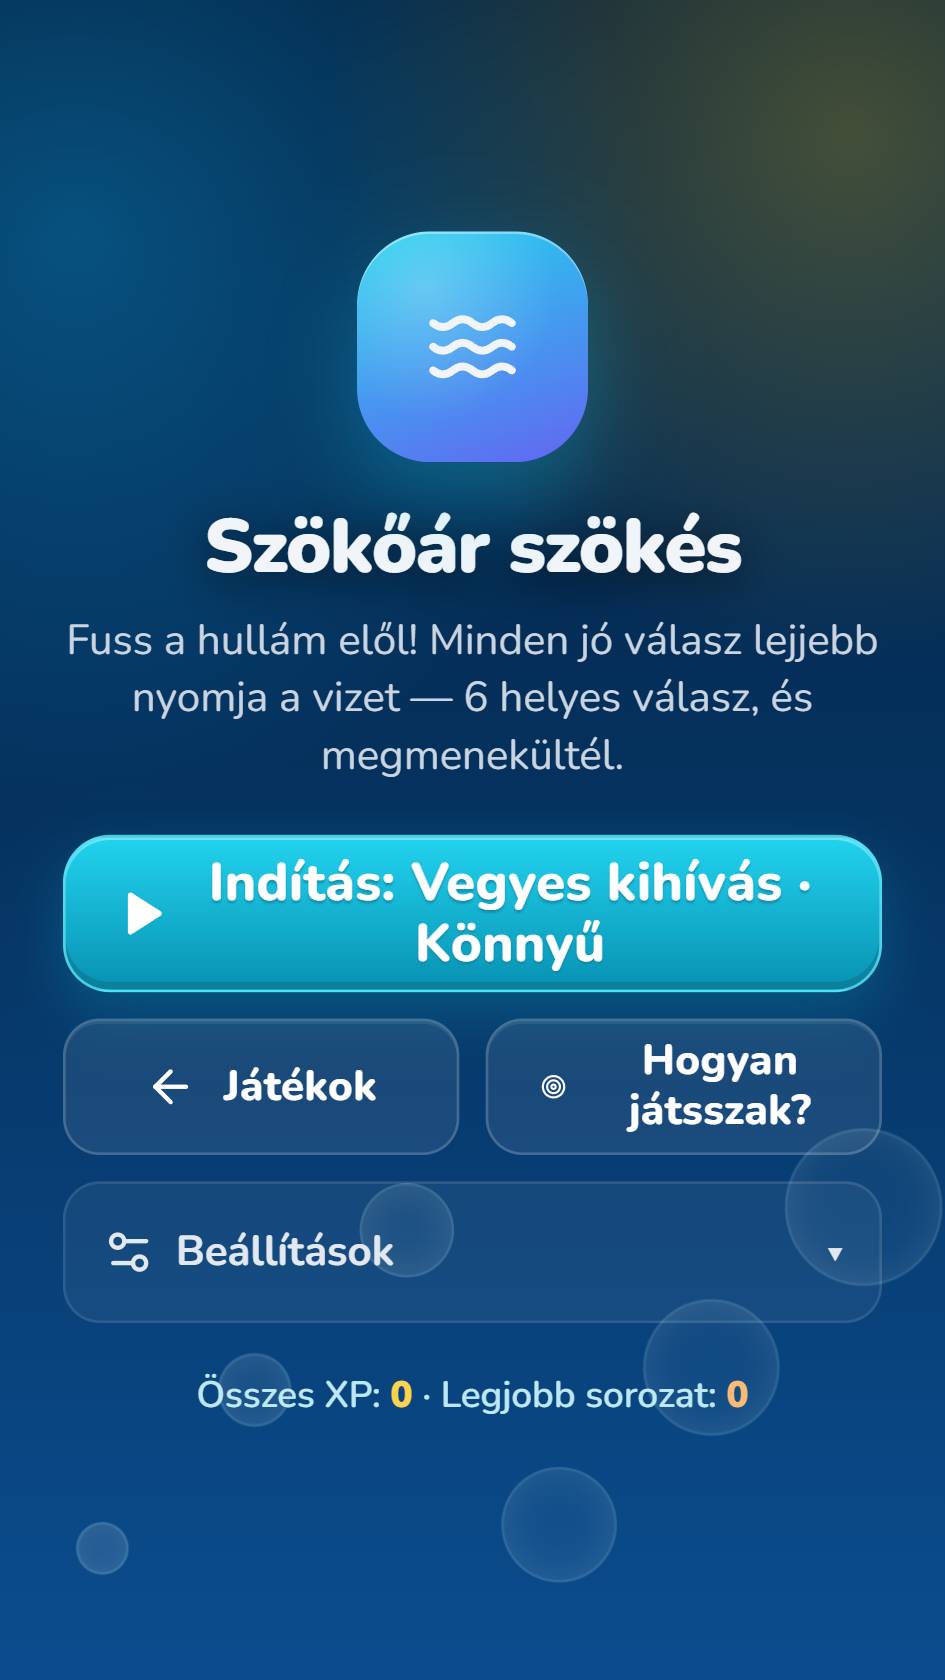 Szökőár szökés
Fuss a hullám elől! Minden jó válasz lejjebb
nyomja a vizet — 6 helyes válasz, és
megmenekültél.
Indítás: Vegyes kihívás ·
Könnyű
Játékok
Hogyan
játsszak?
Beállítások
Összes XP: 0 · Legjobb sorozat: 0